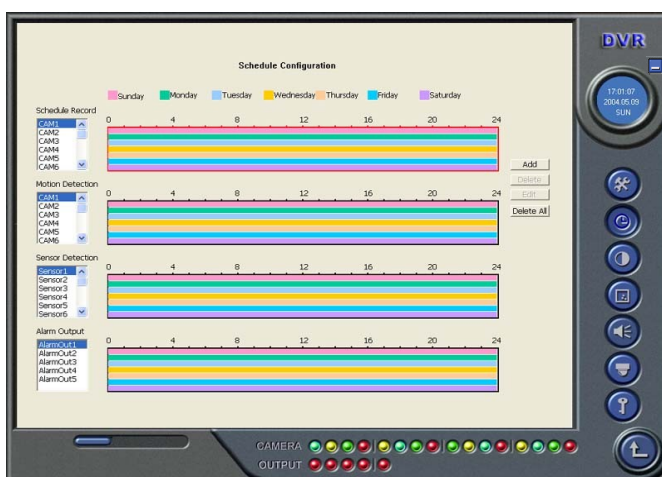 DVR
17:01:07
2004.05.09
SUN
Schedule Configuration
Sunday Monday Tuesday Wednesday Thursday Friday Saturday
Schedule Record
0 4 8 12 16 20 24
CAM1
CAM2
CAM3
CAM4
CAM5
CAM6
Add
Delete
Edit
Delete All
Motion Detection
0 4 8 12 16 20 24
CAM1
CAM2
CAM3
CAM4
CAM5
CAM6
Sensor Detection
0 4 8 12 16 20 24
Sensor1
Sensor2
Sensor3
Sensor4
Sensor5
Sensor6
Alarm Output
0 4 8 12 16 20 24
AlarmOut1
AlarmOut2
AlarmOut3
AlarmOut4
AlarmOut5
CAMERA
OUTPUT